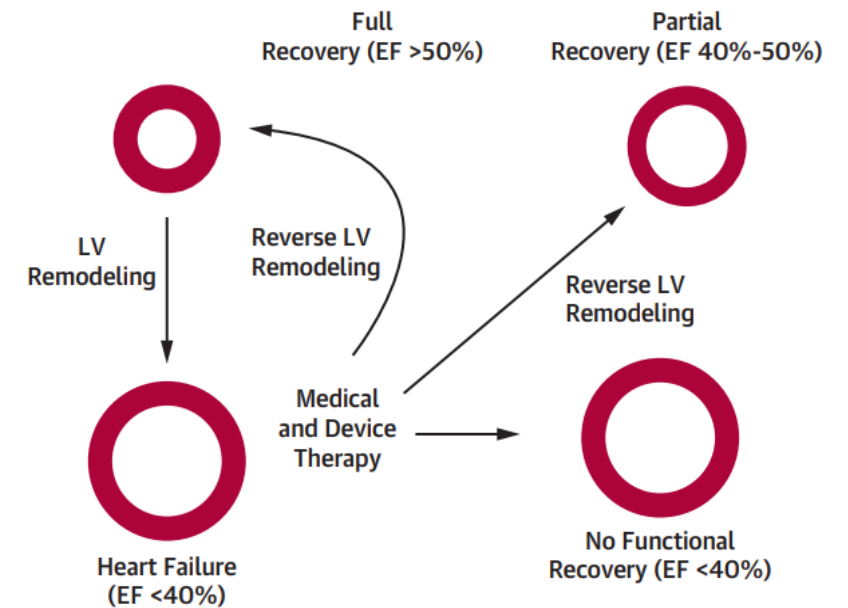 Full
Recovery (EF >50%)
Partial
Recovery (EF 40%-50%)
LV
Remodeling
Reverse LV
Remodeling
Reverse LV
Remodeling
Medical
and Device
Therapy
Heart Failure
(EF <40%)
No Functional
Recovery (EF <40%)